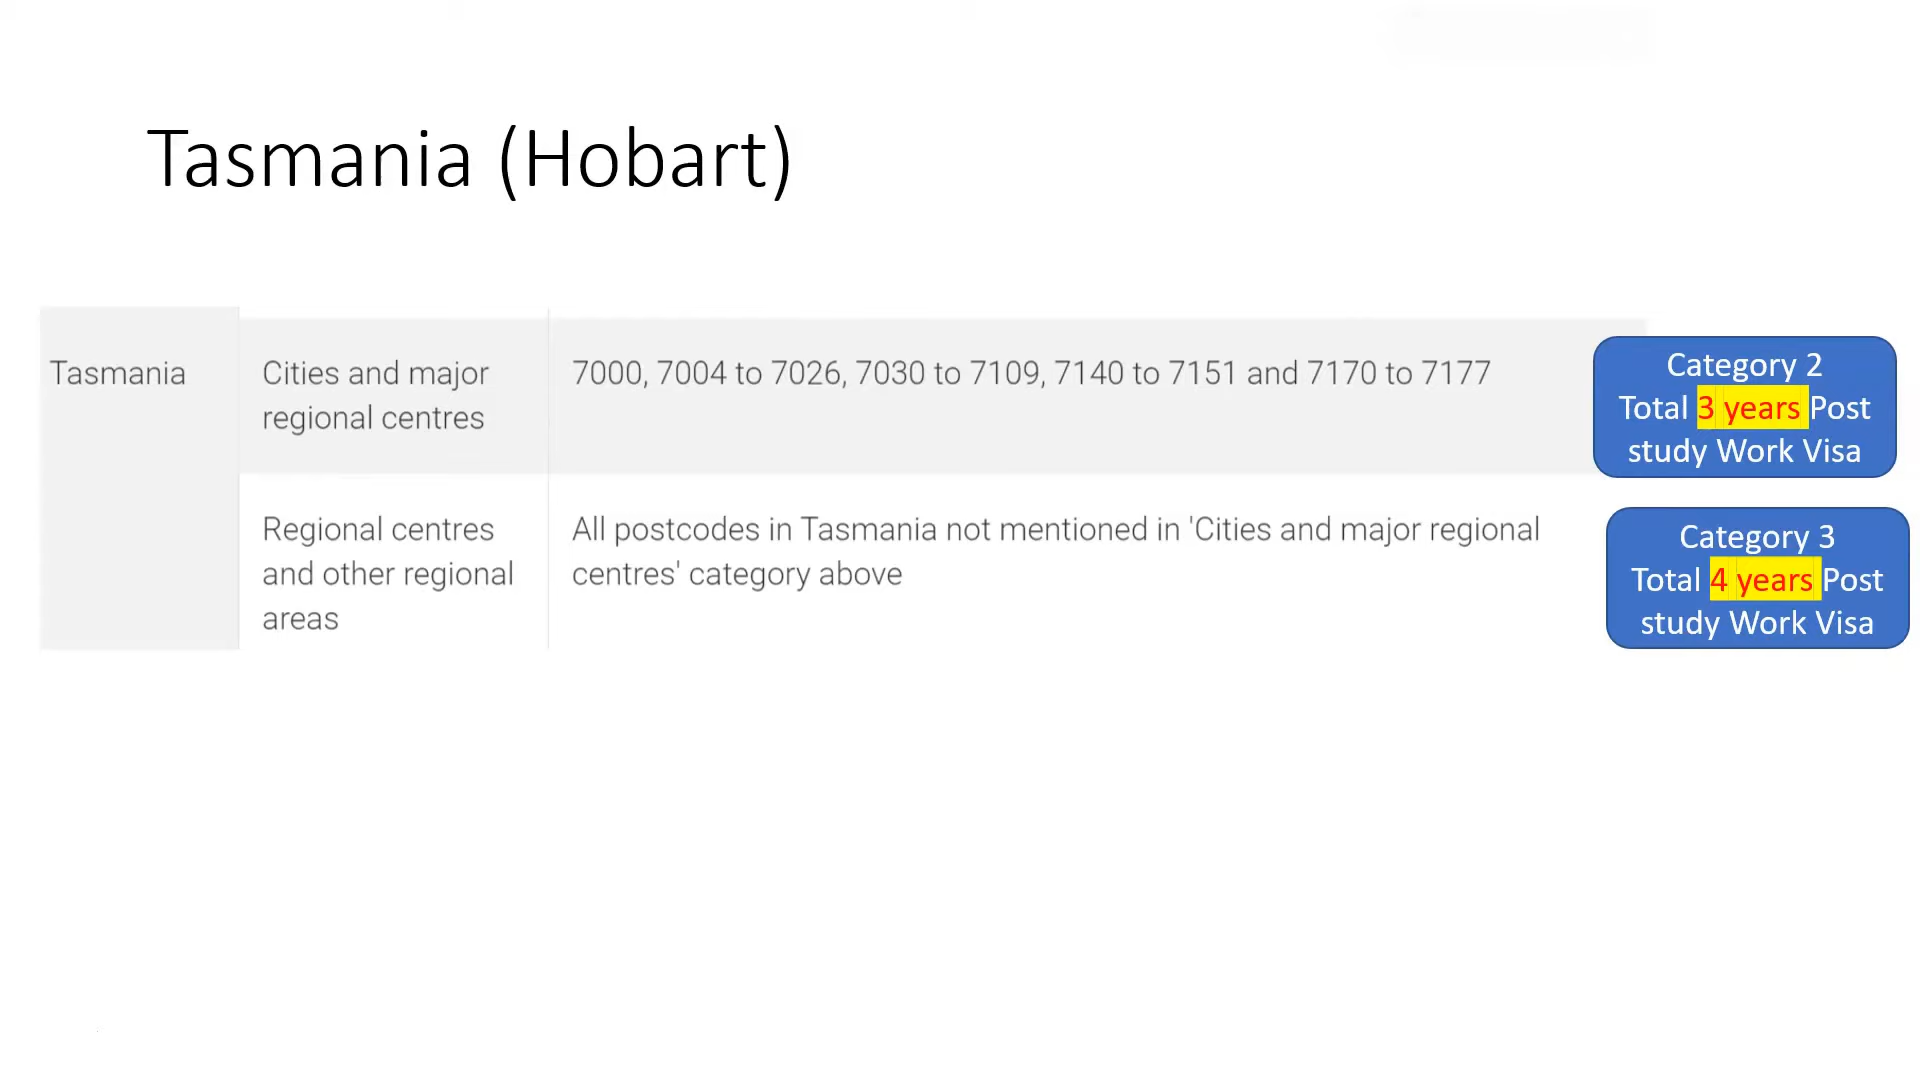 Tasmania (Hobart)
Tasmania
Cities and major
regional centres
7000, 7004 to 7026, 7030 to 7109, 7140 to 7151 and 7170 to 7177
Category 2
Total 3 years Post
study Work Visa
Regional centres
and other regional
areas
All postcodes in Tasmania not mentioned in 'Cities and major regional
centres' category above
Category 3
Total 4 years Post
study Work Visa